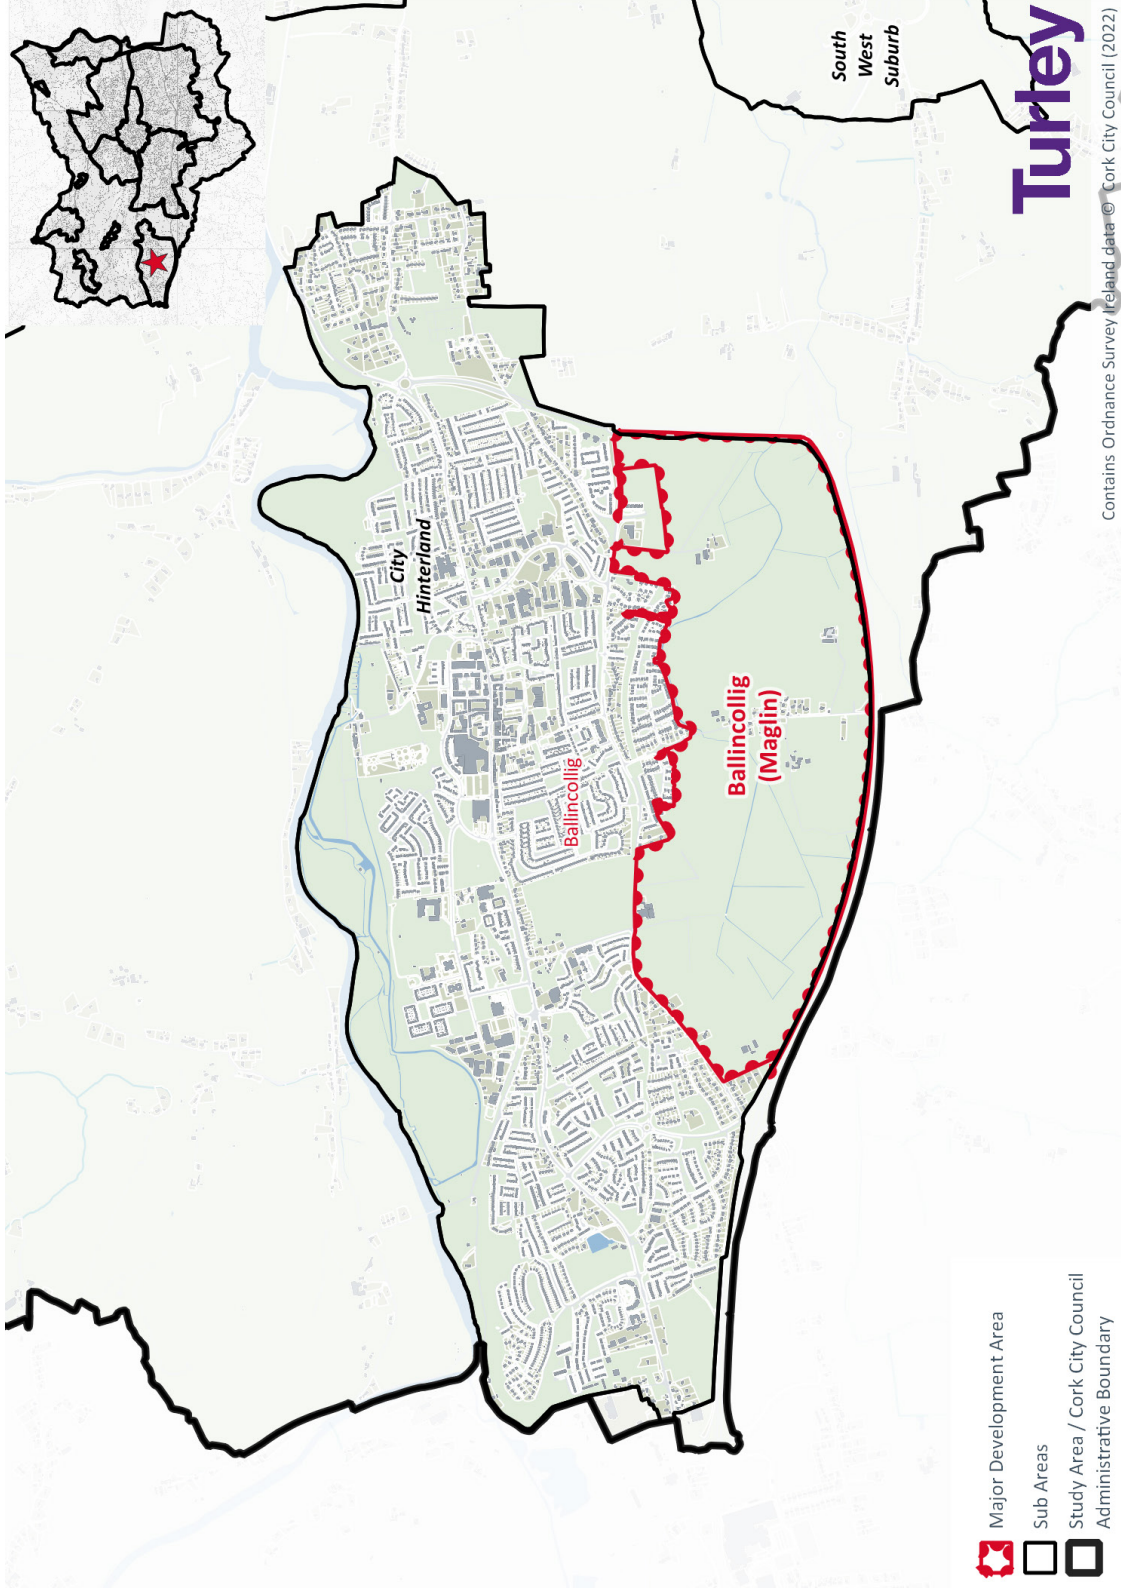 South
West
Suburb
City
Hinterland
Ballincollig
Ballincollig
(Maglin)
Major Development Area
Sub Areas
Study Area / Cork City Council
Administrative Boundary
Turley
Contains Ordnance Survey Ireland data © Cork City Council (2022)